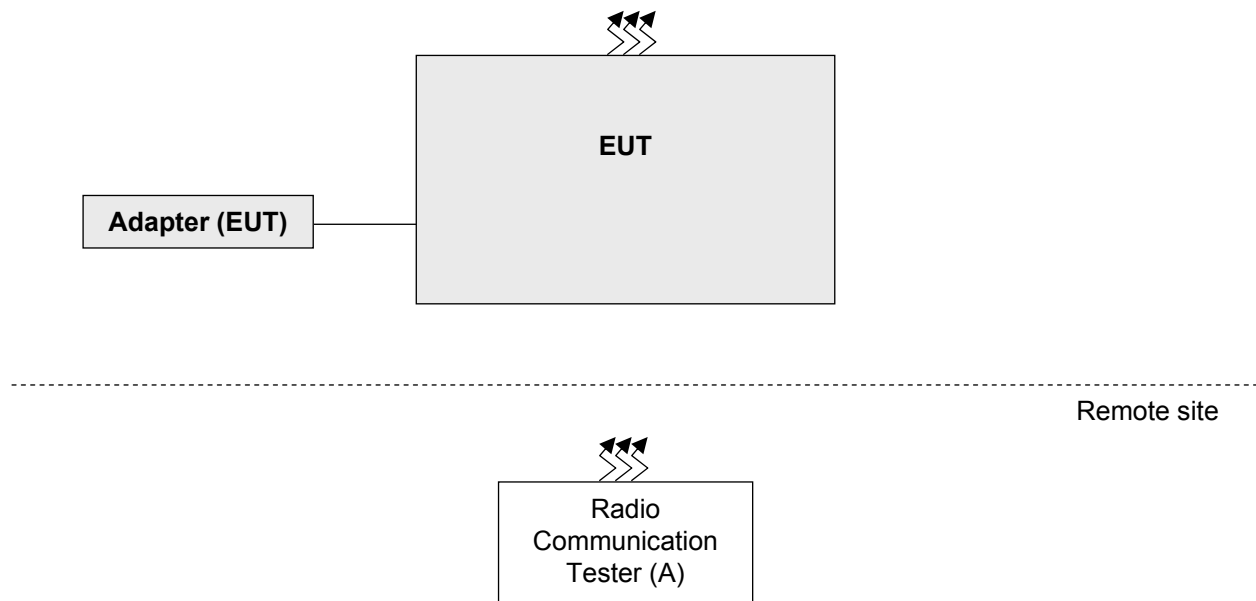 EUT
Adapter (EUT)
Remote site
Radio
Communication
Tester (A)